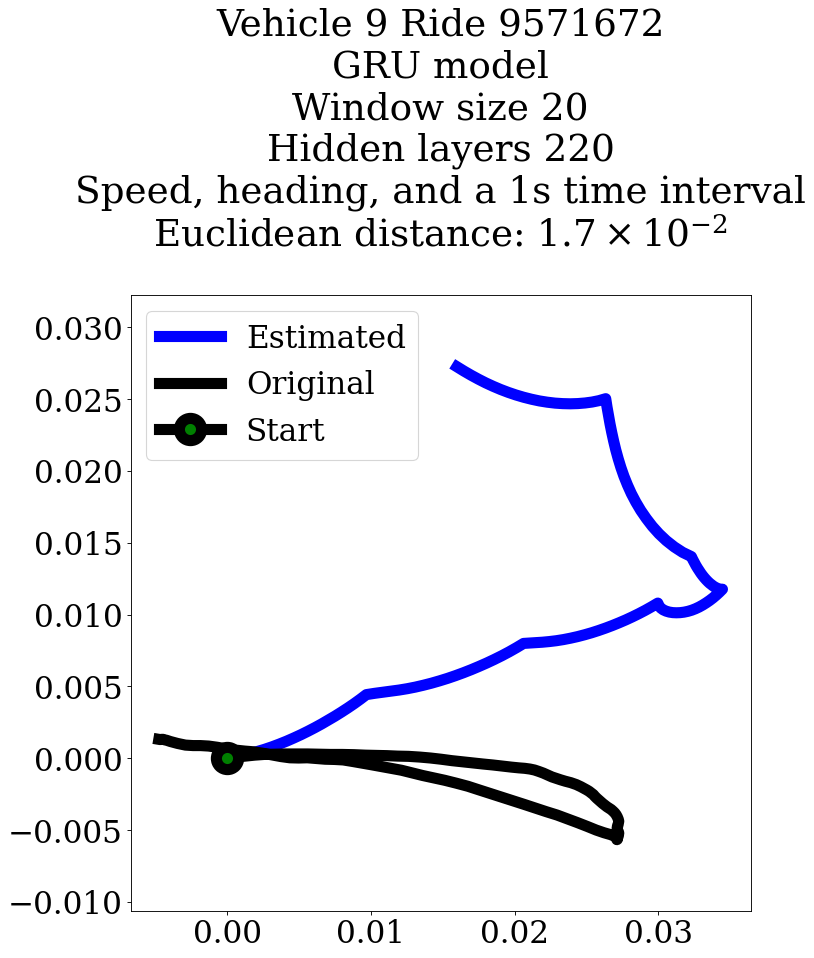 Vehicle 9 Ride 9571672
GRU model
Window size 20
Hidden layers 220
Speed, heading, and a 1s time interval
Euclidean distance: 1.7 × 10⁻²
Estimated
Original
Start
0.030
0.025
0.020
0.015
0.010
0.005
0.000
−0.005
−0.010
0.00 0.01 0.02 0.03